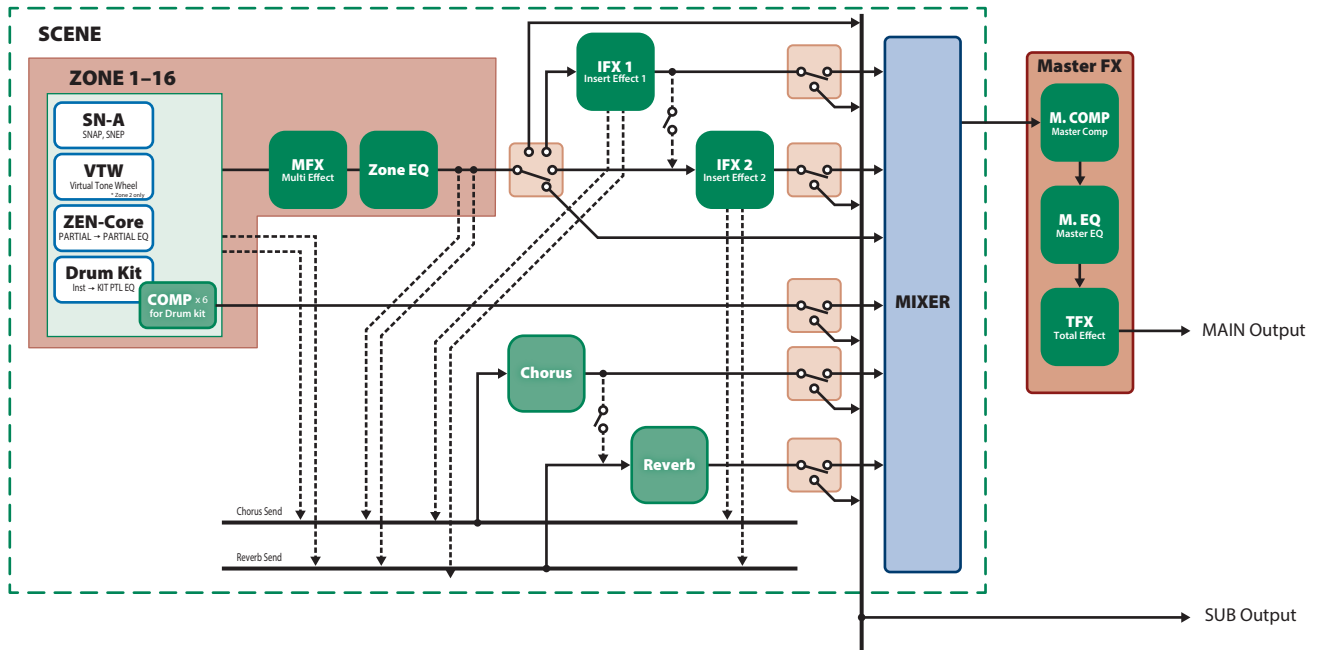 SCENE
ZONE 1–16
SN-A
SNAP, SNEP
VTW
Virtual Tone Wheel
* Zone 2 only
ZEN-Core
PARTIAL → PARTIAL EQ
Drum Kit
Inst → KIT PTL EQ
COMP x 6
for Drum kit
MFX
Multi Effect
Zone EQ
IFX 1
Insert Effect 1
IFX 2
Insert Effect 2
Chorus
Reverb
Chorus Send
Reverb Send
MIXER
Master FX
M. COMP
Master Comp
M. EQ
Master EQ
TFX
Total Effect
MAIN Output
SUB Output